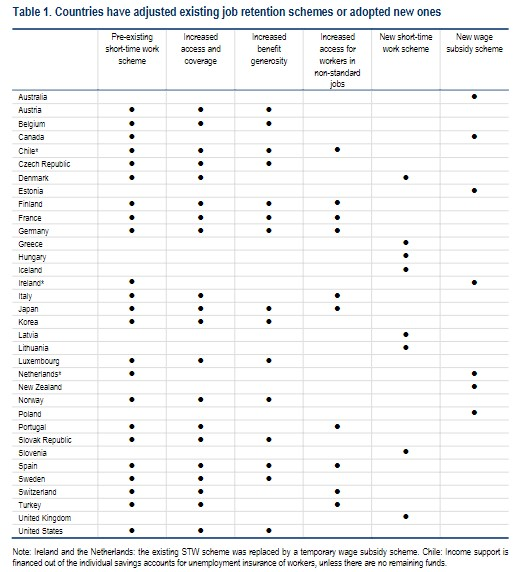 Table 1. Countries have adjusted existing job retention schemes or adopted new ones
Pre-existing short-time work scheme
Increased access and coverage
Increased benefit generosity
Increased access for workers in non-standard jobs
New short-time work scheme
New wage subsidy scheme
Australia ●
Austria ● ● ●
Belgium ● ● ●
Canada ● ●
Chile* ● ● ● ●
Czech Republic ● ● ●
Denmark ● ● ●
Estonia ●
Finland ● ● ● ●
France ● ● ● ●
Germany ● ● ● ●
Greece ●
Hungary ●
Iceland ●
Ireland* ● ●
Italy ● ● ●
Japan ● ● ● ●
Korea ● ● ●
Latvia ●
Lithuania ●
Luxembourg ● ● ●
Netherlands* ● ●
New Zealand ●
Norway ● ● ●
Poland ●
Portugal ● ● ●
Slovak Republic ● ● ●
Slovenia ●
Spain ● ● ● ●
Sweden ● ● ●
Switzerland ● ● ●
Turkey ● ● ●
United Kingdom ●
United States ● ● ●
Note: Ireland and the Netherlands: the existing STW scheme was replaced by a temporary wage subsidy scheme. Chile: Income support is
financed out of the individual savings accounts for unemployment insurance of workers, unless there are no remaining funds.